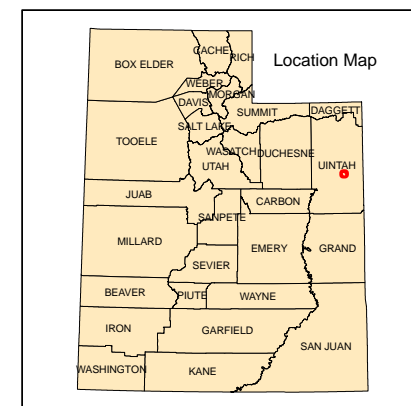 Location Map
CACHE
RICH
BOX ELDER
WEBER
MORGAN
DAVIS
SUMMIT
DAGGETT
SALT LAKE
TOOELE
WASATCH
DUCHESNE
UTAH
UINTAH
JUAB
CARBON
SANPETE
MILLARD
EMERY
GRAND
SEVIER
BEAVER
PIUTE
WAYNE
IRON
GARFIELD
SAN JUAN
WASHINGTON
KANE